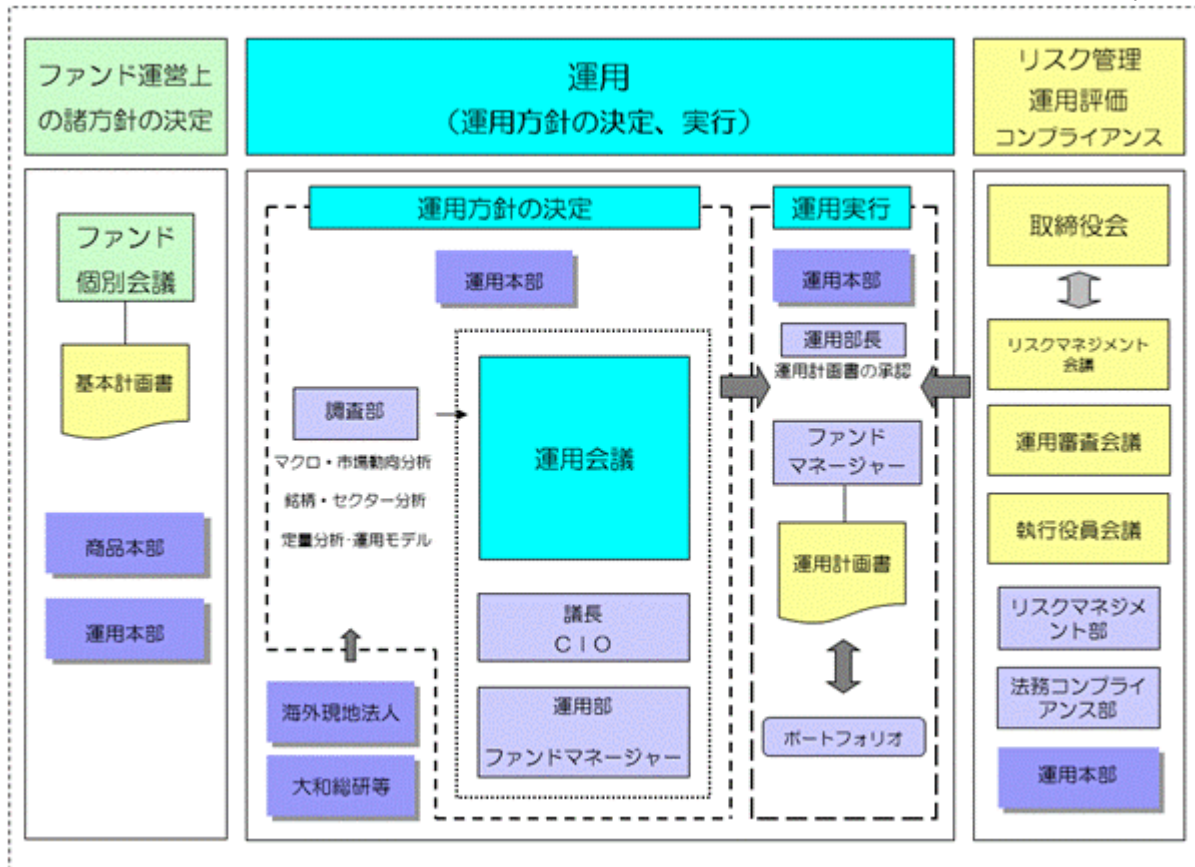 ファンド運営上
の諸方針の決定
運用
（運用方針の決定、実行）
リスク管理
運用評価
コンプライアンス
ファンド
個別会議
基本計画書
商品本部
運用本部
運用方針の決定
運用本部
調査部
マクロ・市場動向分析
銘柄・セクター分析
定量分析･運用モデル
海外現地法人
大和総研等
運用会議
議長
ＣＩＯ
運用部
ファンドマネージャー
運用実行
運用本部
運用部長
運用計画書の承認
ファンド
マネージャー
運用計画書
ポートフォリオ
取締役会
リスクマネジメント
会議
運用審査会議
執行役員会議
リスクマネジメ
ント部
法務コンプライ
アンス部
運用本部